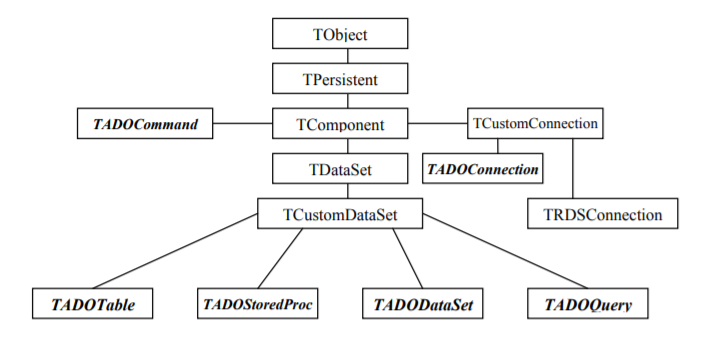 TObject
TPersistent
TADOCommand
TComponent
TCustomConnection
TDataSet
TADOConnection
TCustomDataSet
TRDSConnection
TADOTable
TADOStoredProc
TADODataSet
TADOQuery